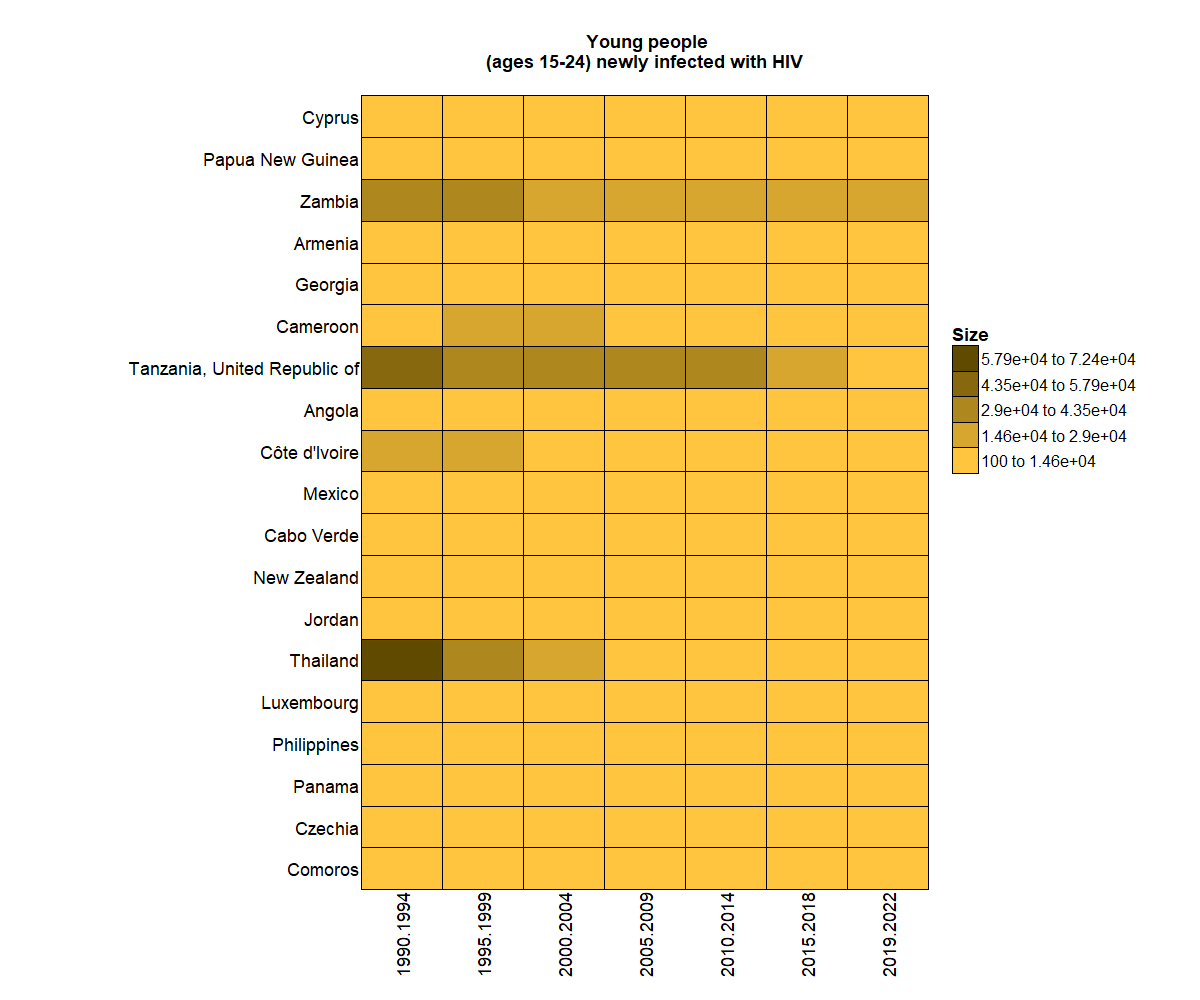 Young people
(ages 15-24) newly infected with HIV
Cyprus
Papua New Guinea
Zambia
Armenia
Georgia
Cameroon
Tanzania, United Republic of
Angola
Côte d'Ivoire
Mexico
Cabo Verde
New Zealand
Jordan
Thailand
Luxembourg
Philippines
Panama
Czechia
Comoros
1990.1994
1995.1999
2000.2004
2005.2009
2010.2014
2015.2018
2019.2022
Size
5.79e+04 to 7.24e+04
4.35e+04 to 5.79e+04
2.9e+04 to 4.35e+04
1.46e+04 to 2.9e+04
100 to 1.46e+04